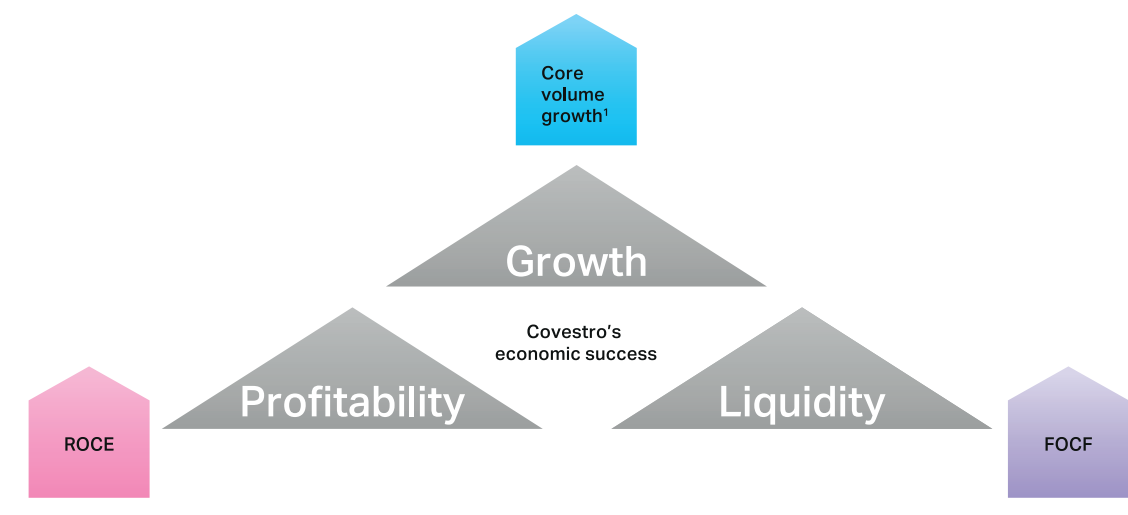 Core
volume
growth¹
Growth
Covestro's
economic success
Profitability
Liquidity
ROCE
FOCF